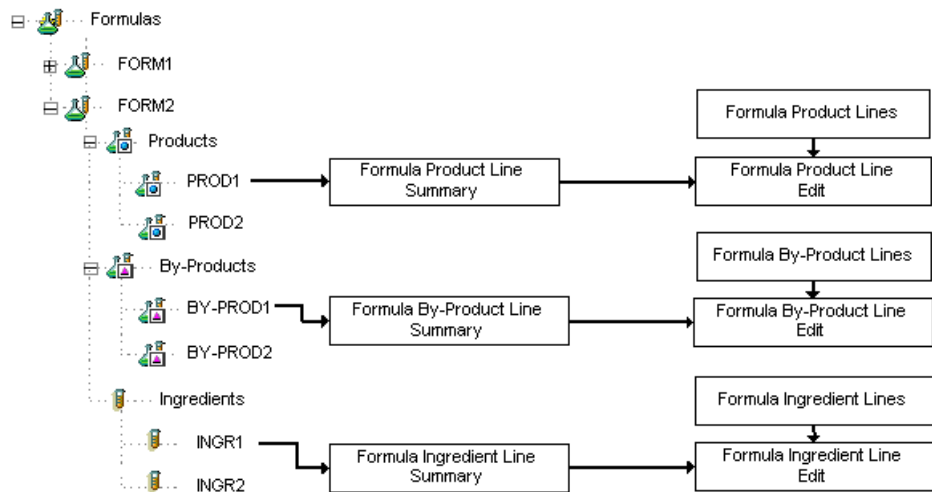 Formulas
FORM1
FORM2
Formula Product Lines
Products
PROD1
Formula Product Line
Summary
Formula Product Line
Edit
PROD2
Formula By-Product Lines
By-Products
BY-PROD1
Formula By-Product Line
Summary
Formula By-Product Line
Edit
BY-PROD2
Formula Ingredient Lines
Ingredients
INGR1
Formula Ingredient Line
Summary
Formula Ingredient Line
Edit
INGR2